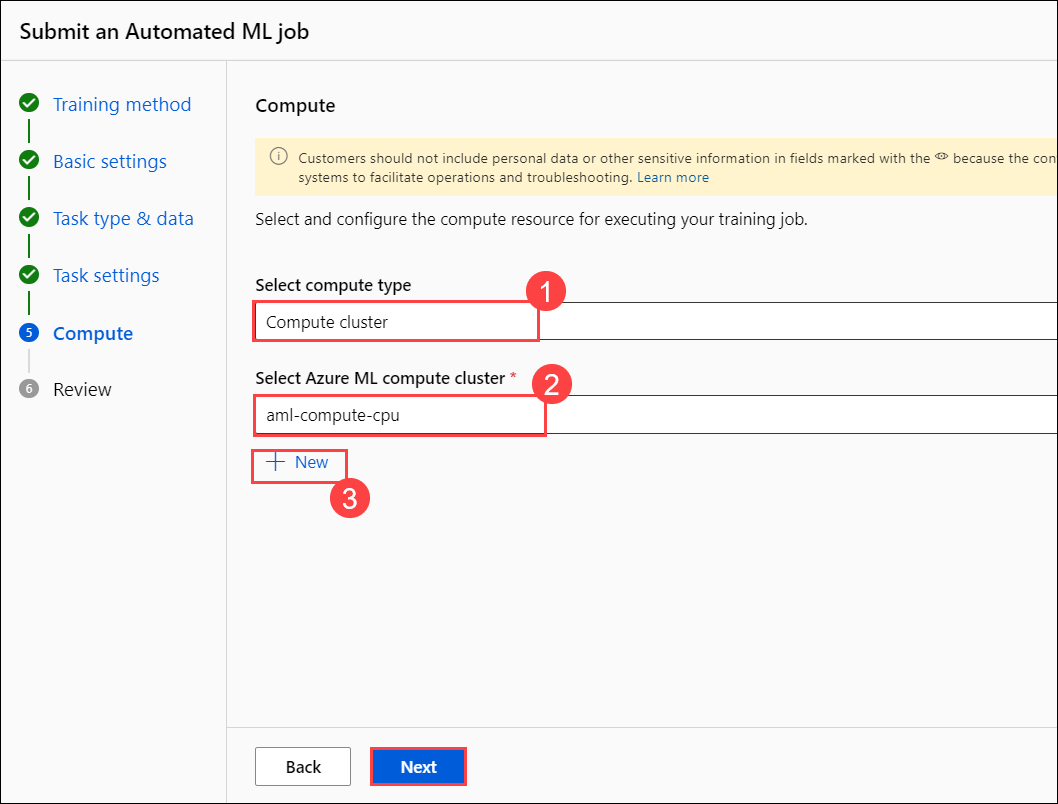 Submit an Automated ML job
Training method
Basic settings
Task type & data
Task settings
5 Compute
6 Review
Compute
Customers should not include personal data or other sensitive information in fields marked with the because the con
systems to facilitate operations and troubleshooting. Learn more
Select and configure the compute resource for executing your training job.
Select compute type
1
Compute cluster
Select Azure ML compute cluster *
2
aml-compute-cpu
+ New
3
Back Next